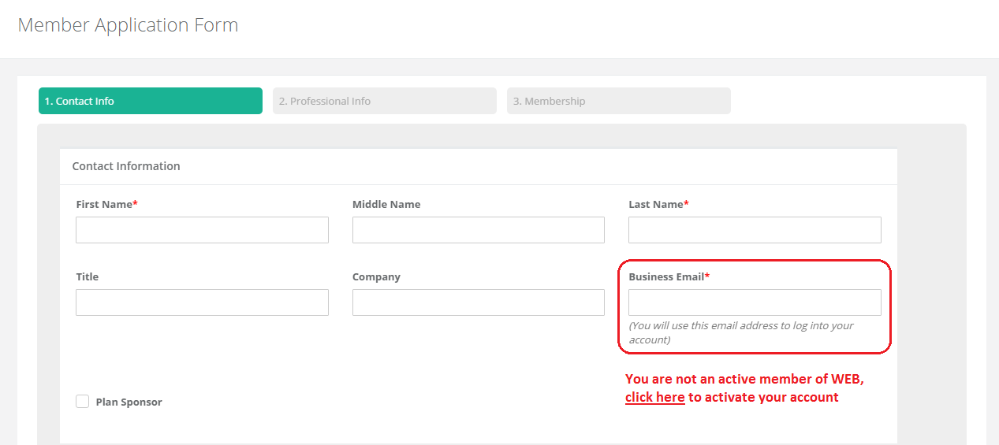 Member Application Form
1. Contact Info
2. Professional Info
3. Membership
Contact Information
First Name*
Middle Name
Last Name*
Title
Company
Business Email*
(You will use this email address to log into your
account)
You are not an active member of WEB,
click here to activate your account
Plan Sponsor